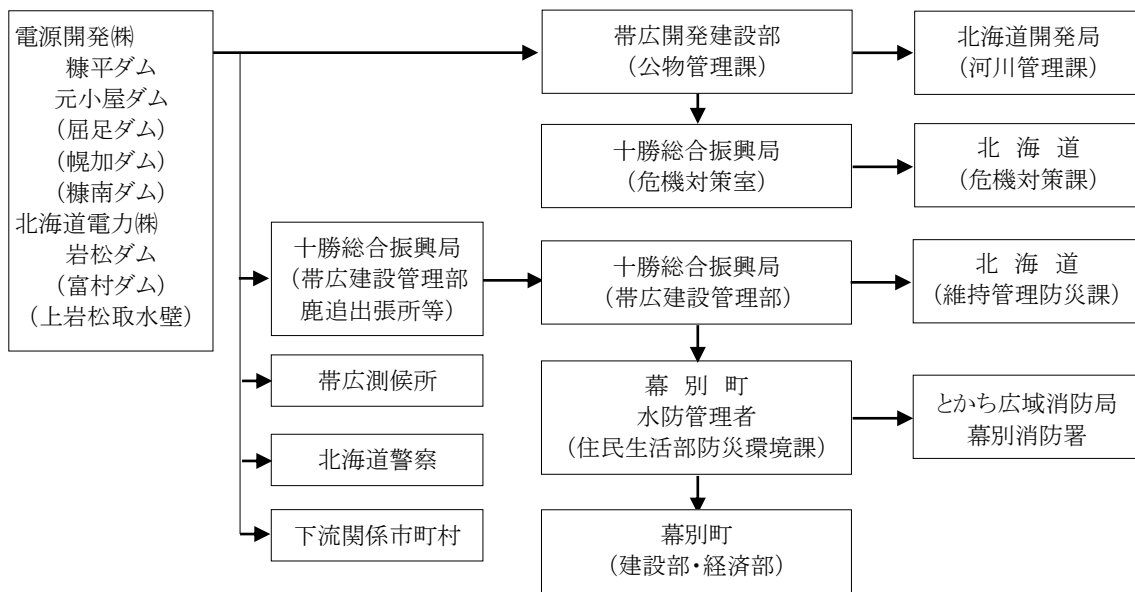 電源開発㈱
糠平ダム
元小屋ダム
(屈足ダム)
(幌加ダム)
(糠南ダム)
北海道電力㈱
岩松ダム
(富村ダム)
(上岩松取水壁)
帯広開発建設部
(公物管理課)
北海道開発局
(河川管理課)
十勝総合振興局
(危機対策室)
北 海 道
(危機対策課)
十勝総合振興局
(帯広建設管理部
鹿追出張所等)
十勝総合振興局
(帯広建設管理部)
北 海 道
(維持管理防災課)
帯広測候所
幕 別 町
水防管理者
(住民生活部防災環境課)
とかち広域消防局
幕別消防署
北海道警察
下流関係市町村
幕別町
(建設部・経済部)